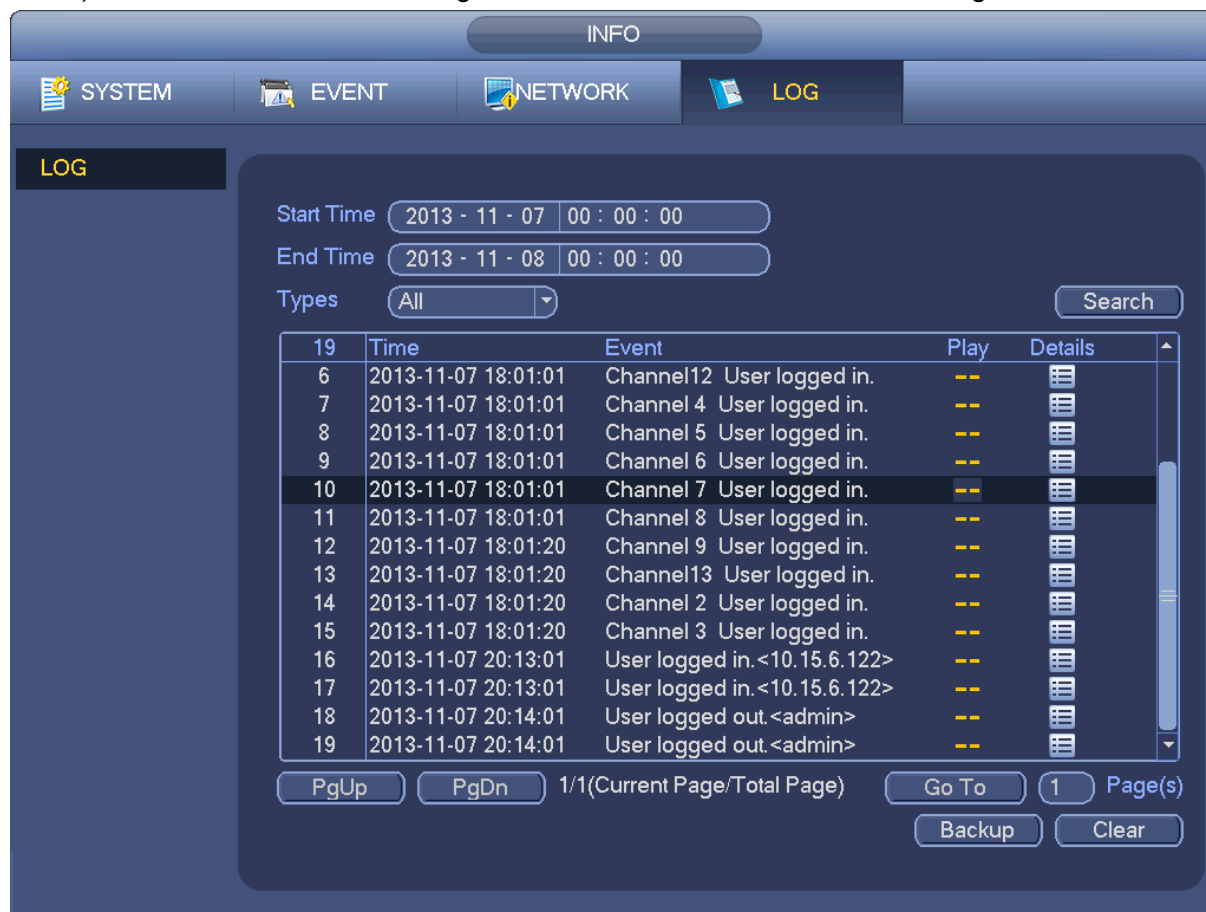 INFO
SYSTEM EVENT NETWORK LOG
LOG
Start Time 2013 - 11 - 07 00 : 00 : 00
End Time 2013 - 11 - 08 00 : 00 : 00
Types All Search
19 Time Event Play Details
6 2013-11-07 18:01:01 Channel12 User logged in. --
7 2013-11-07 18:01:01 Channel 4 User logged in. --
8 2013-11-07 18:01:01 Channel 5 User logged in. --
9 2013-11-07 18:01:01 Channel 6 User logged in. --
10 2013-11-07 18:01:01 Channel 7 User logged in. --
11 2013-11-07 18:01:01 Channel 8 User logged in. --
12 2013-11-07 18:01:20 Channel 9 User logged in. --
13 2013-11-07 18:01:20 Channel13 User logged in. --
14 2013-11-07 18:01:20 Channel 2 User logged in. --
15 2013-11-07 18:01:20 Channel 3 User logged in. --
16 2013-11-07 20:13:01 User logged in.<10.15.6.122> --
17 2013-11-07 20:13:01 User logged in.<10.15.6.122> --
18 2013-11-07 20:14:01 User logged out.<admin> --
19 2013-11-07 20:14:01 User logged out.<admin> --
PgUp PgDn 1/1(Current Page/Total Page) Go To 1 Page(s)
Backup Clear